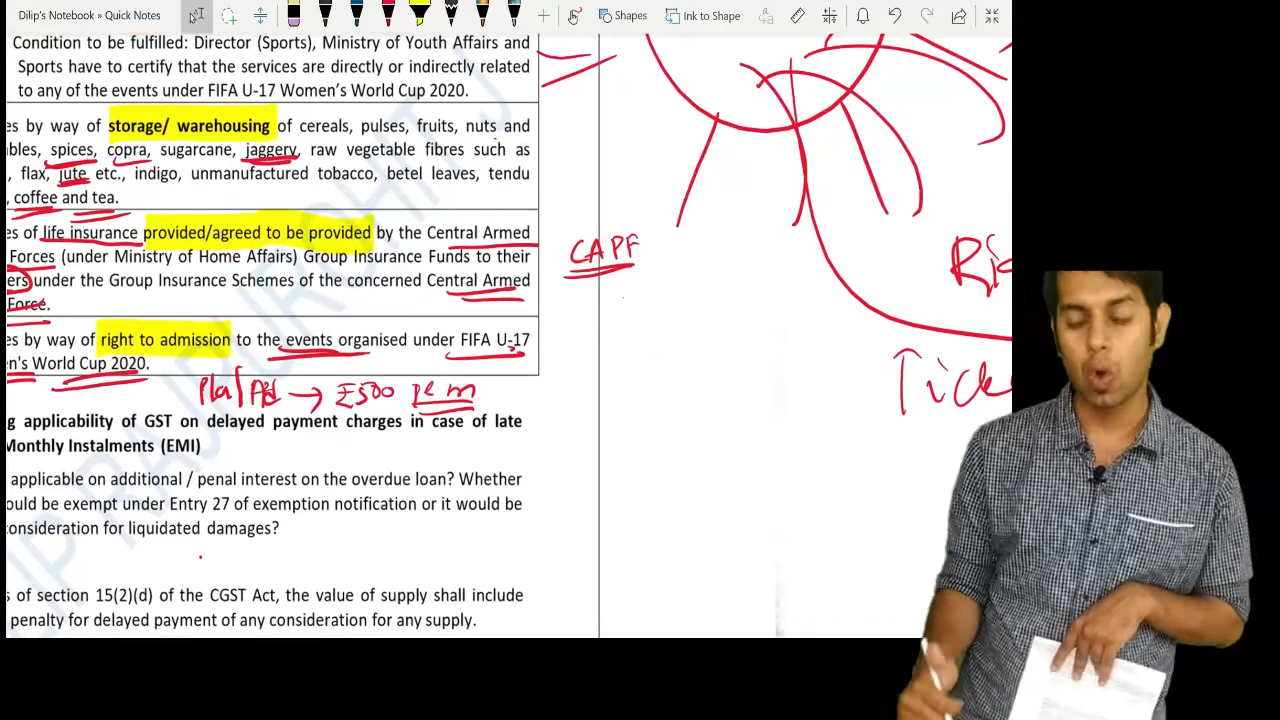 Dilip's Notebook » Quick Notes
Shapes
Ink to Shape
Condition to be fulfilled: Director (Sports), Ministry of Youth Affairs and
Sports have to certify that the services are directly or indirectly related
to any of the events under FIFA U-17 Women's World Cup 2020.
es by way of storage/ warehousing of cereals, pulses, fruits, nuts and
bles, spices, copra, sugarcane, jaggery, raw vegetable fibres such as
, flax, jute etc., indigo, unmanufactured tobacco, betel leaves, tendu
, coffee and tea.
es of life insurance provided/agreed to be provided by the Central Armed
Forces (under Ministry of Home Affairs) Group Insurance Funds to their
ers under the Group Insurance Schemes of the concerned Central Armed
Force.
CAPF
es by way of right to admission to the events organised under FIFA U-17
en's World Cup 2020.
→ ₹500
Tick
g applicability of GST on delayed payment charges in case of late
Monthly Instalments (EMI)
applicable on additional / penal interest on the overdue loan? Whether
ould be exempt under Entry 27 of exemption notification or it would be
consideration for liquidated damages?
s of section 15(2)(d) of the CGST Act, the value of supply shall include
penalty for delayed payment of any consideration for any supply.